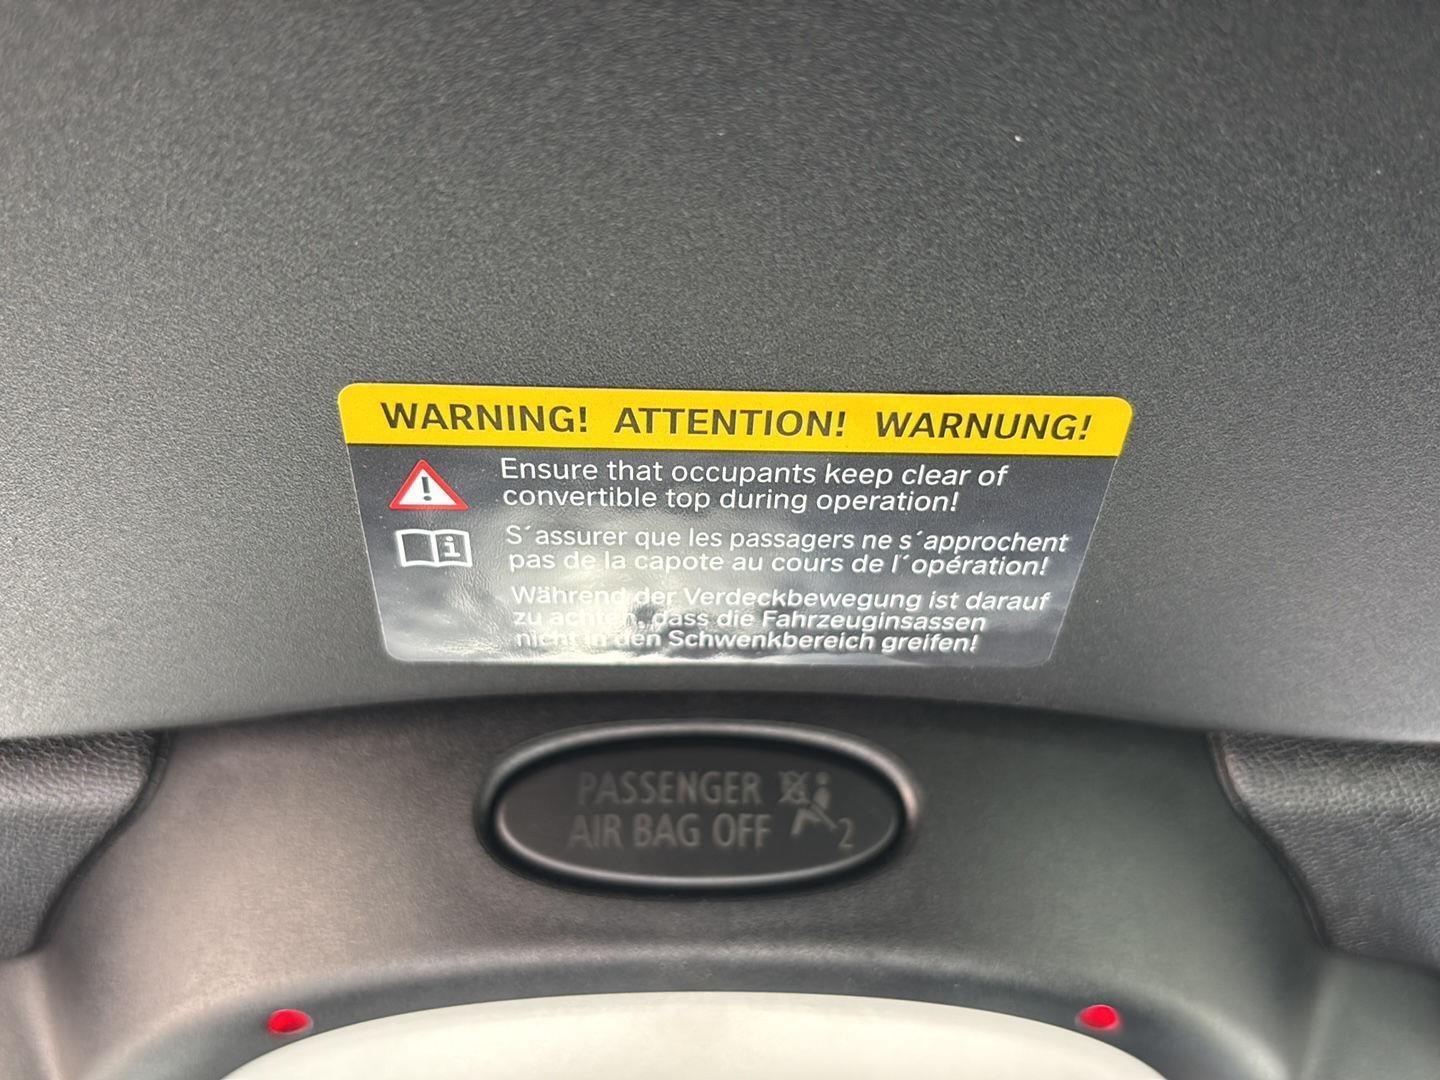 WARNING! ATTENTION! WARNUNG!
Ensure that occupants keep clear of
convertible top during operation!
S´assurer que les passagers ne s´approchent
pas de la capote au cours de l´opération!
Während der Verdeckbewegung ist darauf
zu achten, dass die Fahrzeuginsassen
nicht in den Schwenkbereich greifen!
PASSENGER
AIR BAG OFF 2